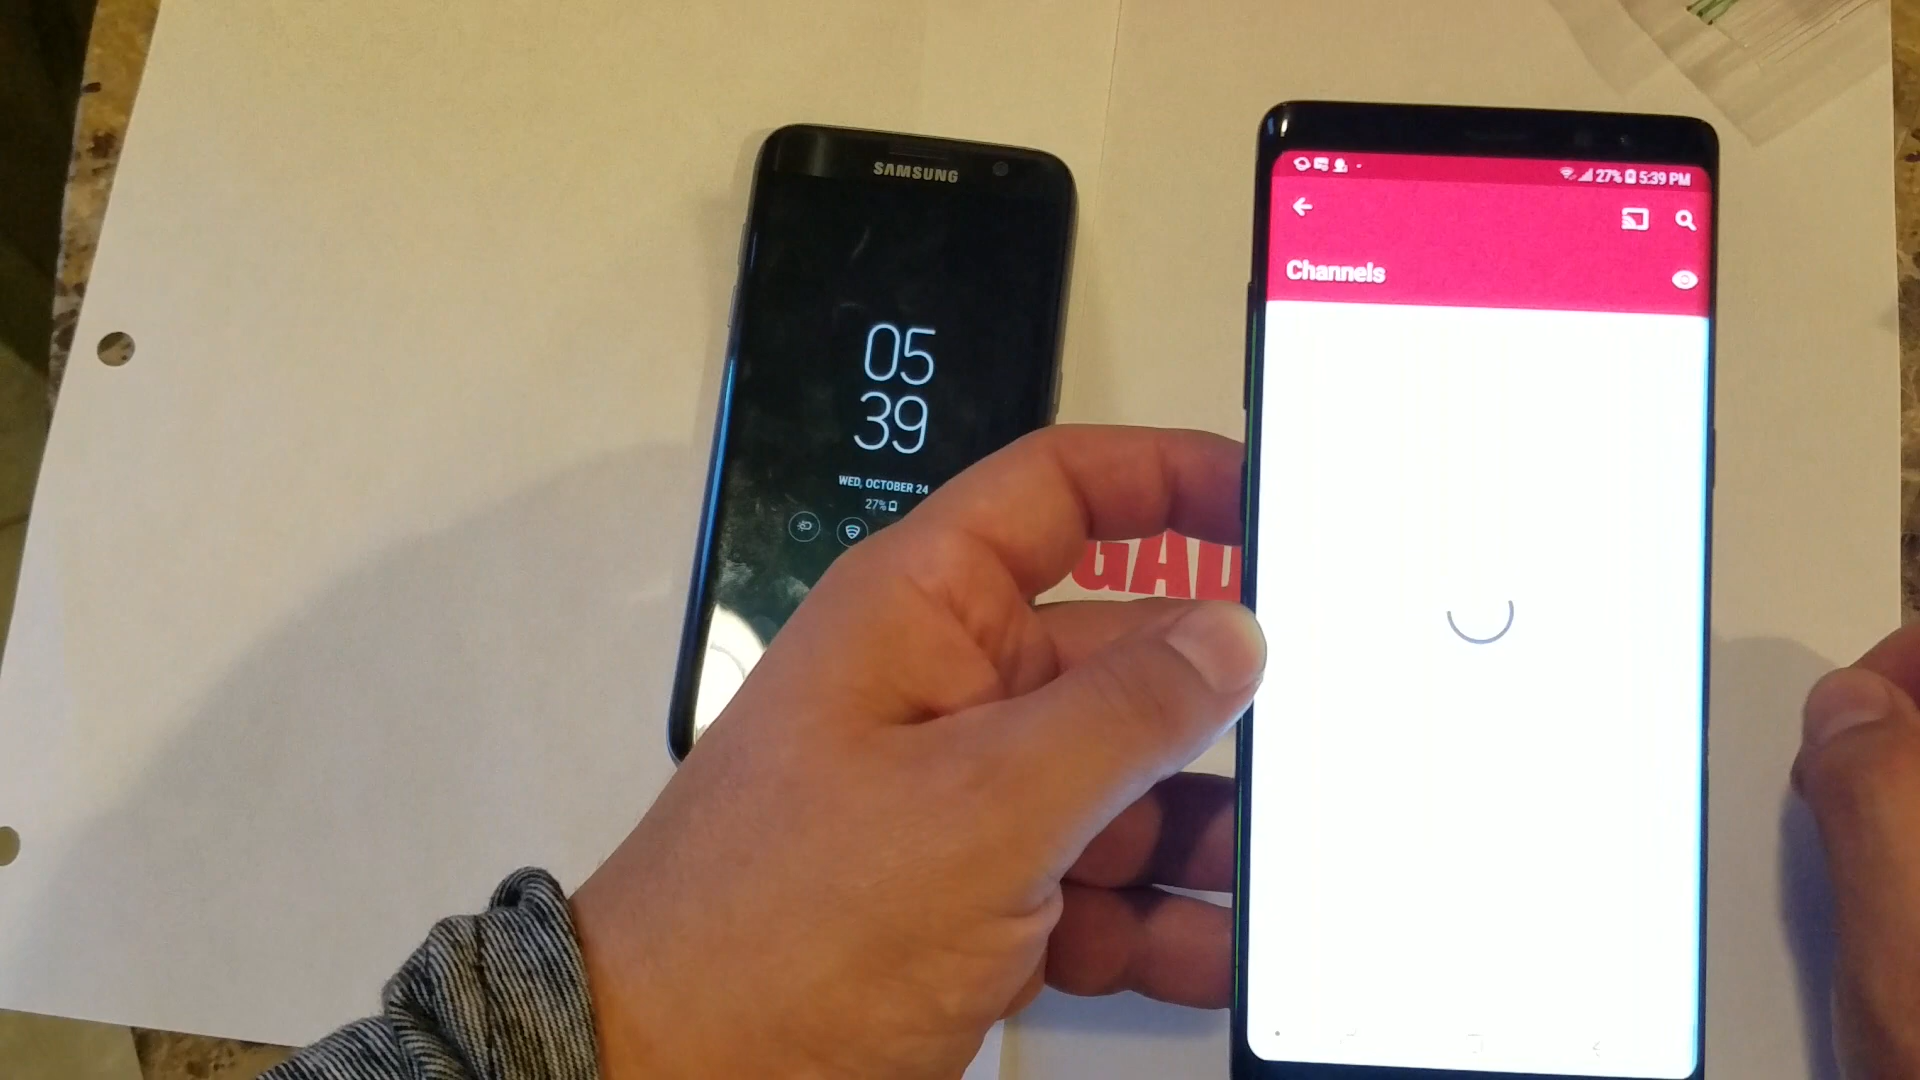 SAMSUNG
05
39
WED, OCTOBER 24
27%
27% 5:39 PM
Channels